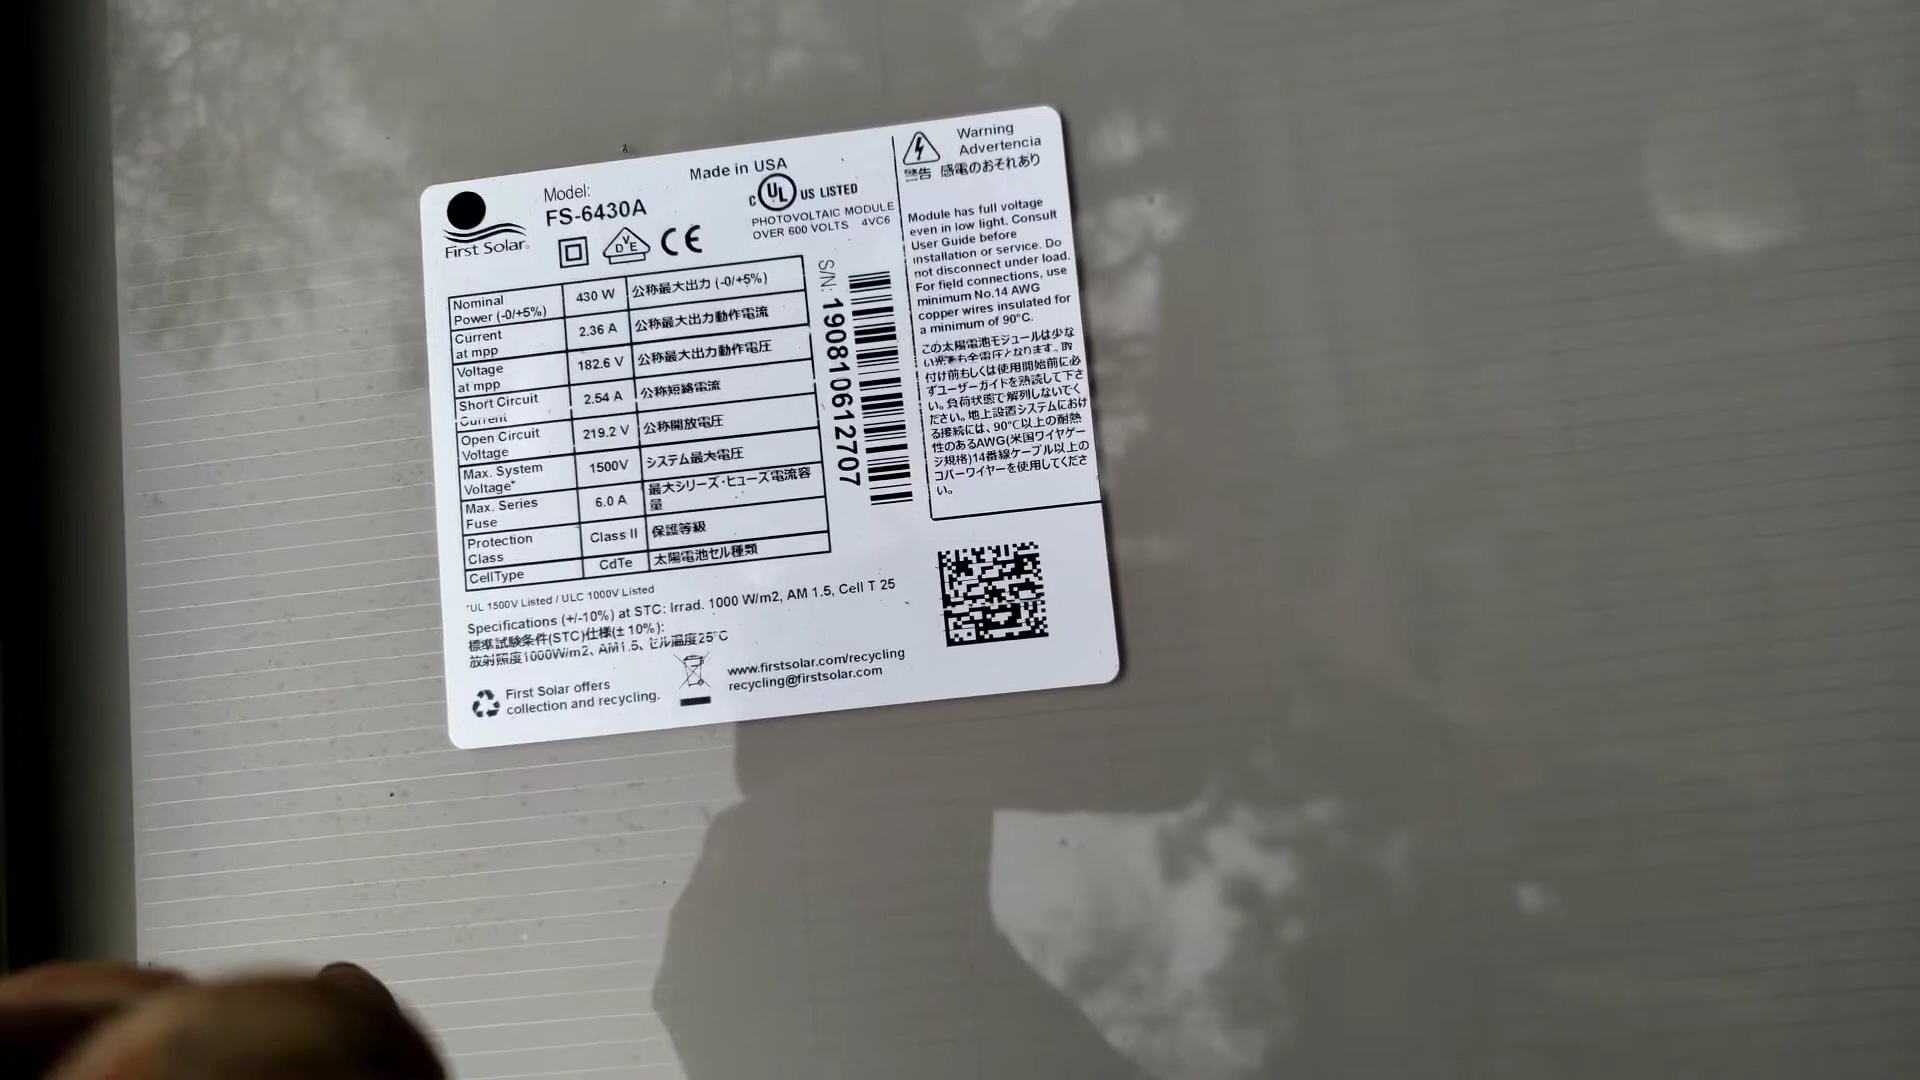 First Solar
Model:
FS-6430A
Made in USA
C UL US LISTED
PHOTOVOLTAIC MODULE
OVER 600 VOLTS 4VC6
VDE
CE
Nominal
Power (-0/+5%)
430 W
公称最大出力 (-0/+5%)
Current
at mpp
2.36 A
公称最大出力動作電流
Voltage
at mpp
182.6 V
公称最大出力動作電圧
Short Circuit
Current
2.54 A
公称短絡電流
Open Circuit
Voltage
219.2 V
公称開放電圧
Max. System
Voltage*
1500V
システム最大電圧
Max. Series
Fuse
6.0 A
最大シリーズ・ヒューズ電流容
量
Protection
Class
Class II
保護等級
CellType
CdTe
太陽電池セル種類
*UL 1500V Listed / ULC 1000V Listed
Specifications (+/-10%) at STC: Irrad. 1000 W/m2, AM 1.5, Cell T 25
標準試験条件(STC)仕様(±10%):
放射照度1000W/m2、AM1.5、セル温度25°C
First Solar offers
collection and recycling.
www.firstsolar.com/recycling
recycling@firstsolar.com
S/N: 190810612707
Warning
Advertencia
警告 感電のおそれあり
Module has full voltage
even in low light. Consult
User Guide before
installation or service. Do
not disconnect under load.
For field connections, use
minimum No.14 AWG
copper wires insulated for
a minimum of 90°C.
この太陽電池モジュールは少な
い光でも全電圧となります。取
付け前もしくは使用開始前に必
ずユーザーガイドを熟読して下さ
い。負荷状態で解列しないでく
ださい。地上設置システムにおけ
る接続には、90°C以上の耐熱
性のあるAWG(米国ワイヤゲー
ジ規格)14番線ケーブル以上の
コパーワイヤーを使用してくださ
い。